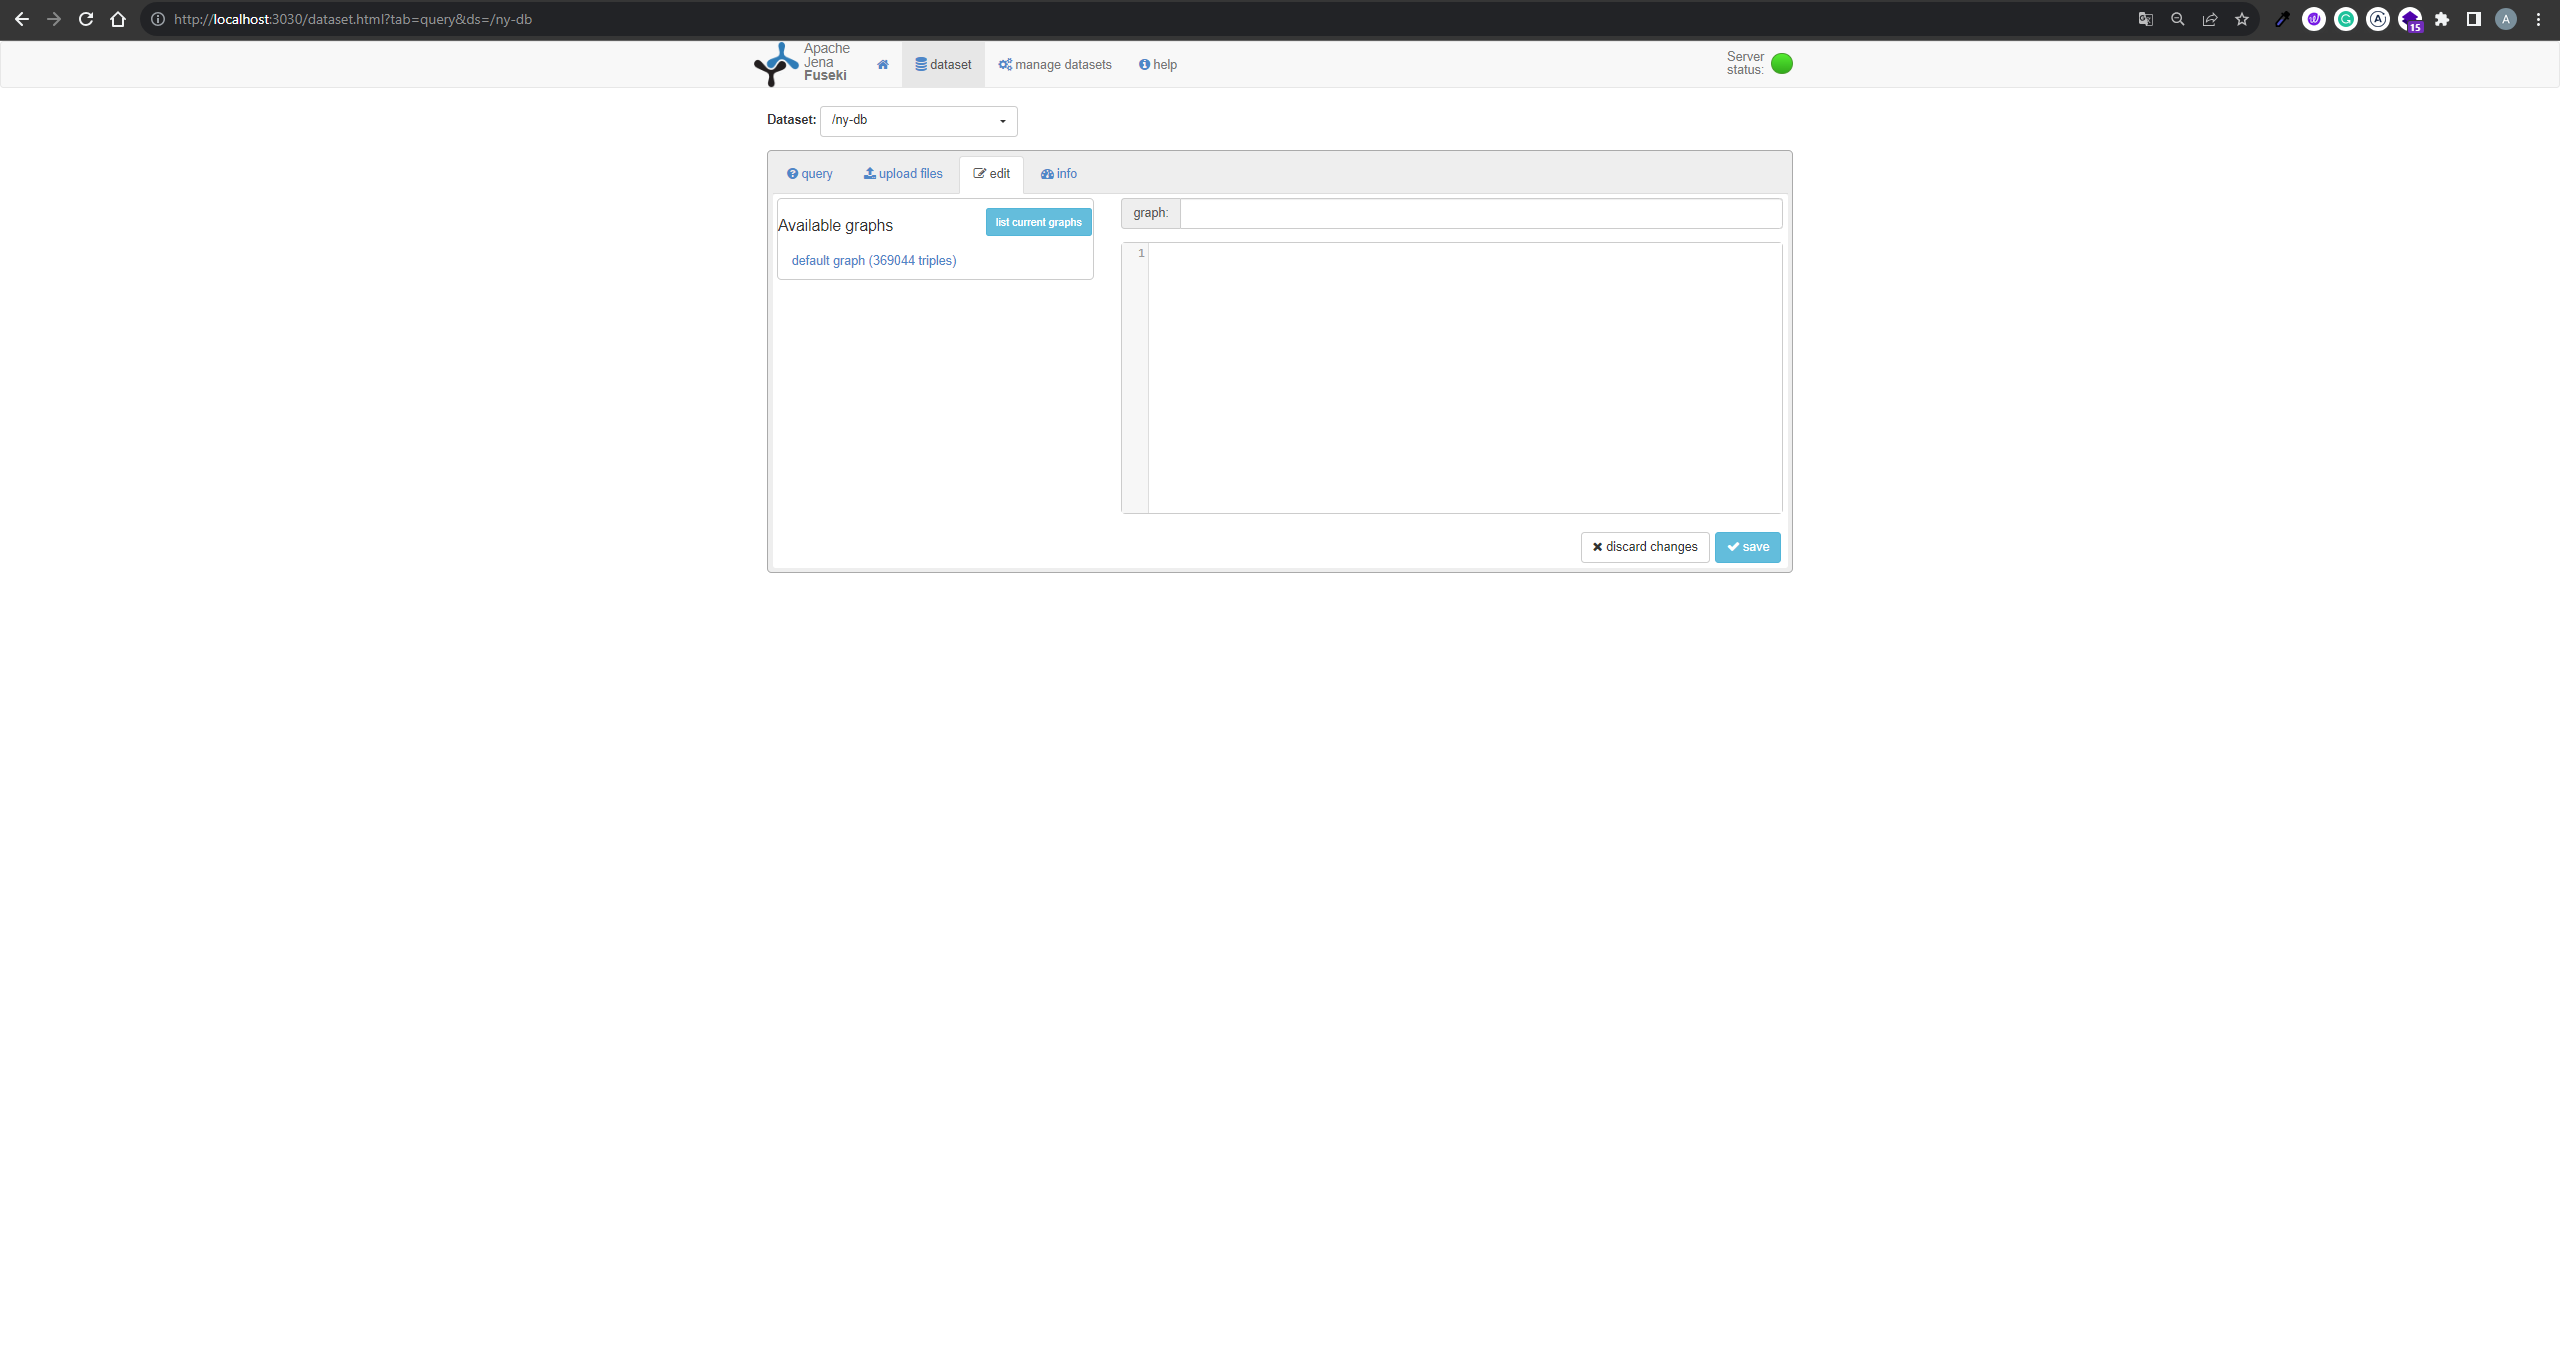 http://localhost:3030/dataset.html?tab=query&ds=/ny-db
15
A
Apache
Jena
Fuseki
dataset
manage datasets
help
Server
status:
Dataset:
/ny-db
query
upload files
edit
info
Available graphs
list current graphs
default graph (369044 triples)
graph:
1
discard changes
save